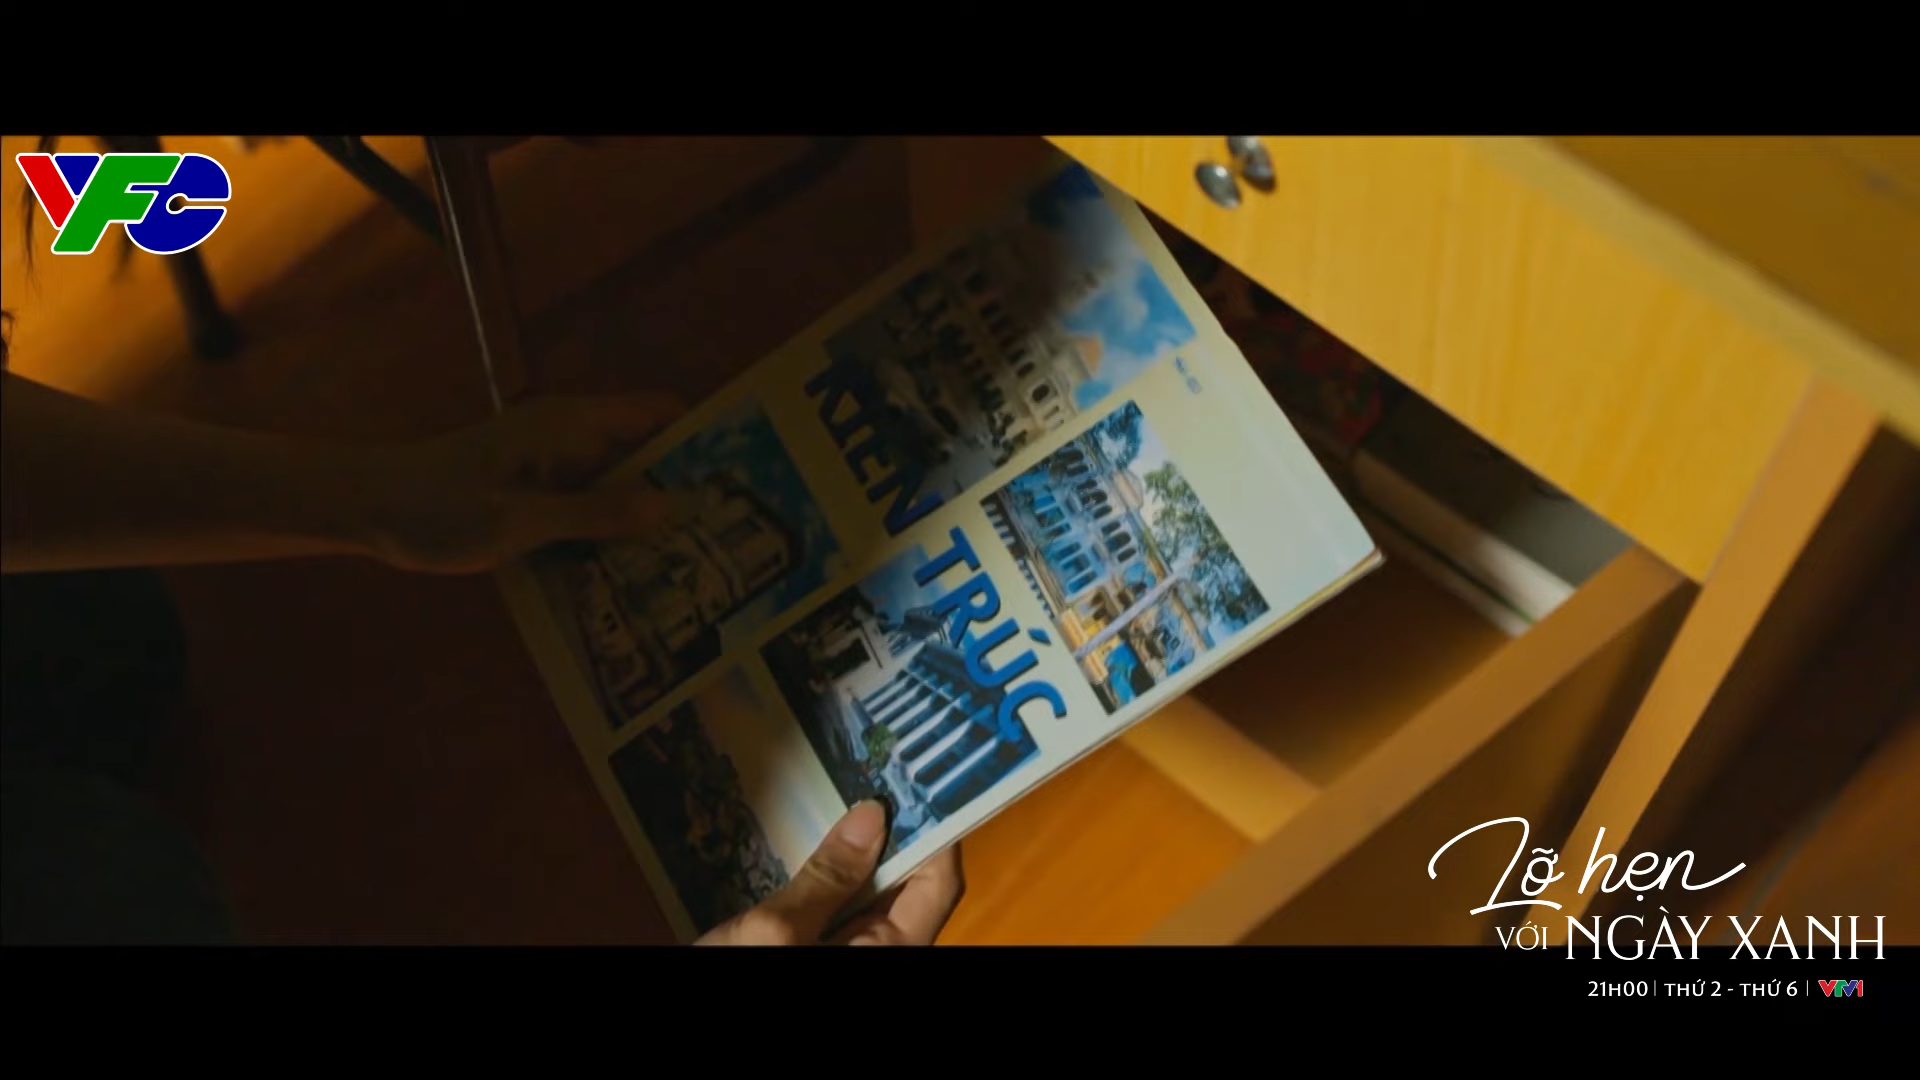 VFC
KIẾN TRÚC
Lỡ hẹn
VỚI NGÀY XANH
21H00 | THỨ 2 - THỨ 6 | VTV1